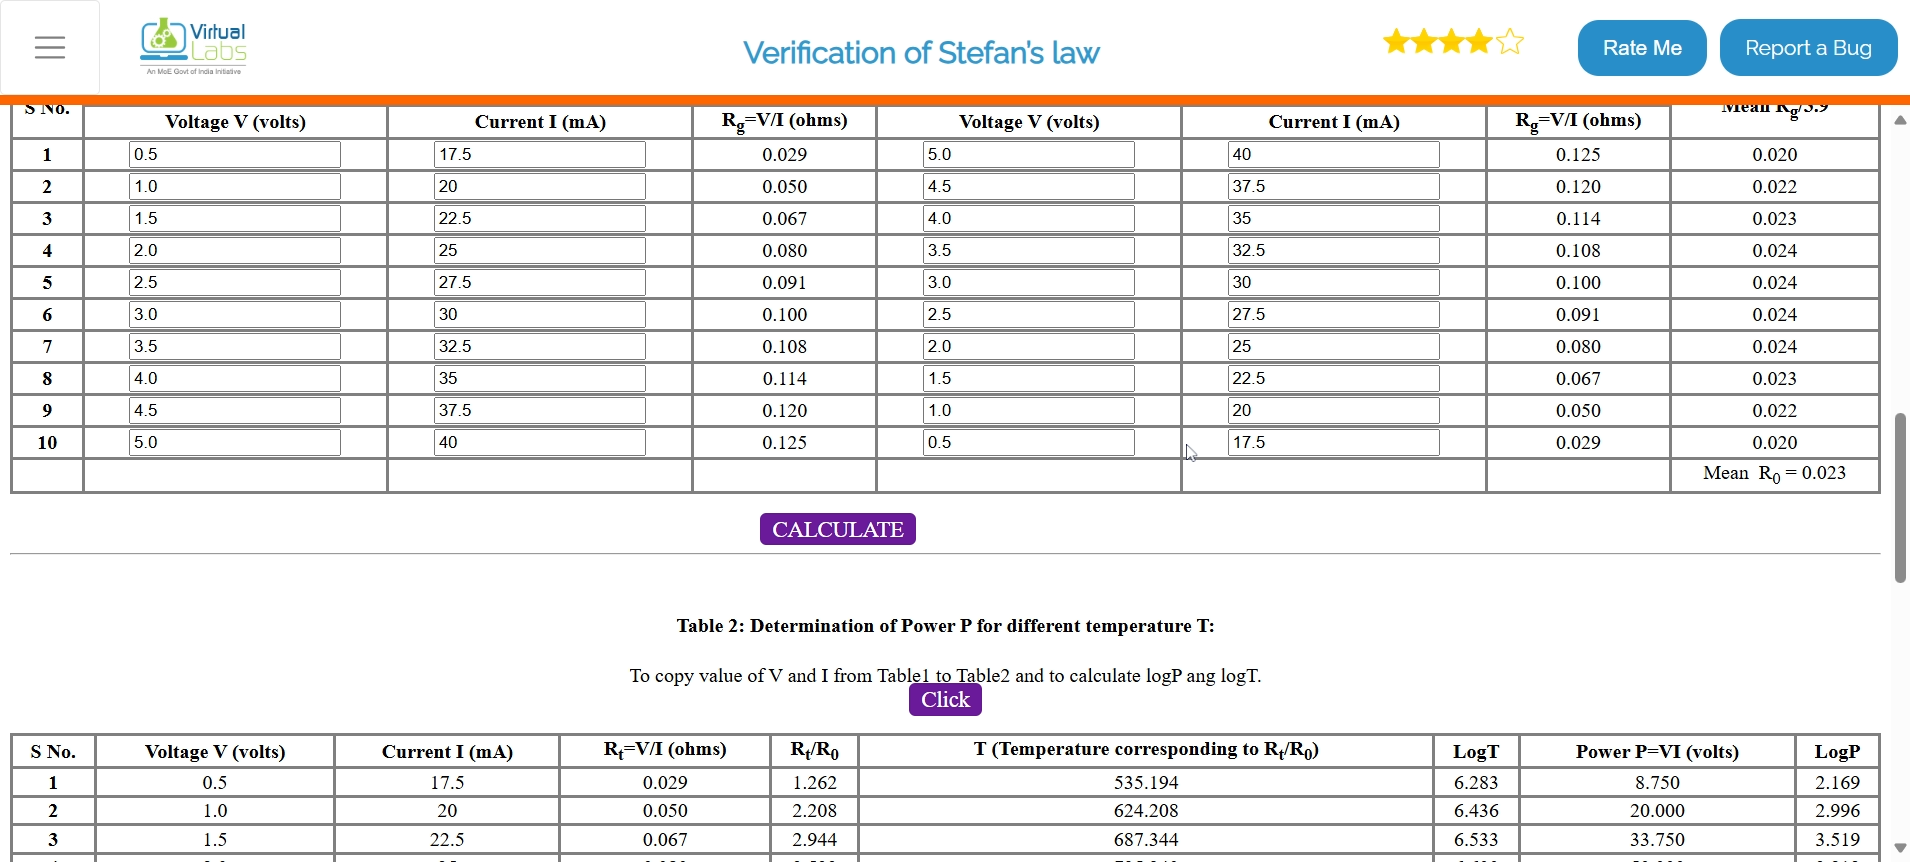 Virtual
Labs
An MoE Govt of India Initiative
Verification of Stefan's law
Rate Me
Report a Bug
S No. Voltage V (volts) Current I (mA) Rg=V/I (ohms) Voltage V (volts) Current I (mA) Rg=V/I (ohms) Mean Rg/3.9
1 0.5 17.5 0.029 5.0 40 0.125 0.020
2 1.0 20 0.050 4.5 37.5 0.120 0.022
3 1.5 22.5 0.067 4.0 35 0.114 0.023
4 2.0 25 0.080 3.5 32.5 0.108 0.024
5 2.5 27.5 0.091 3.0 30 0.100 0.024
6 3.0 30 0.100 2.5 27.5 0.091 0.024
7 3.5 32.5 0.108 2.0 25 0.080 0.024
8 4.0 35 0.114 1.5 22.5 0.067 0.023
9 4.5 37.5 0.120 1.0 20 0.050 0.022
10 5.0 40 0.125 0.5 17.5 0.029 0.020
Mean R0 = 0.023
CALCULATE
Table 2: Determination of Power P for different temperature T:
To copy value of V and I from Table1 to Table2 and to calculate logP ang logT.
Click
S No. Voltage V (volts) Current I (mA) Rt=V/I (ohms) Rt/R0 T (Temperature corresponding to Rt/R0) LogT Power P=VI (volts) LogP
1 0.5 17.5 0.029 1.262 535.194 6.283 8.750 2.169
2 1.0 20 0.050 2.208 624.208 6.436 20.000 2.996
3 1.5 22.5 0.067 2.944 687.344 6.533 33.750 3.519